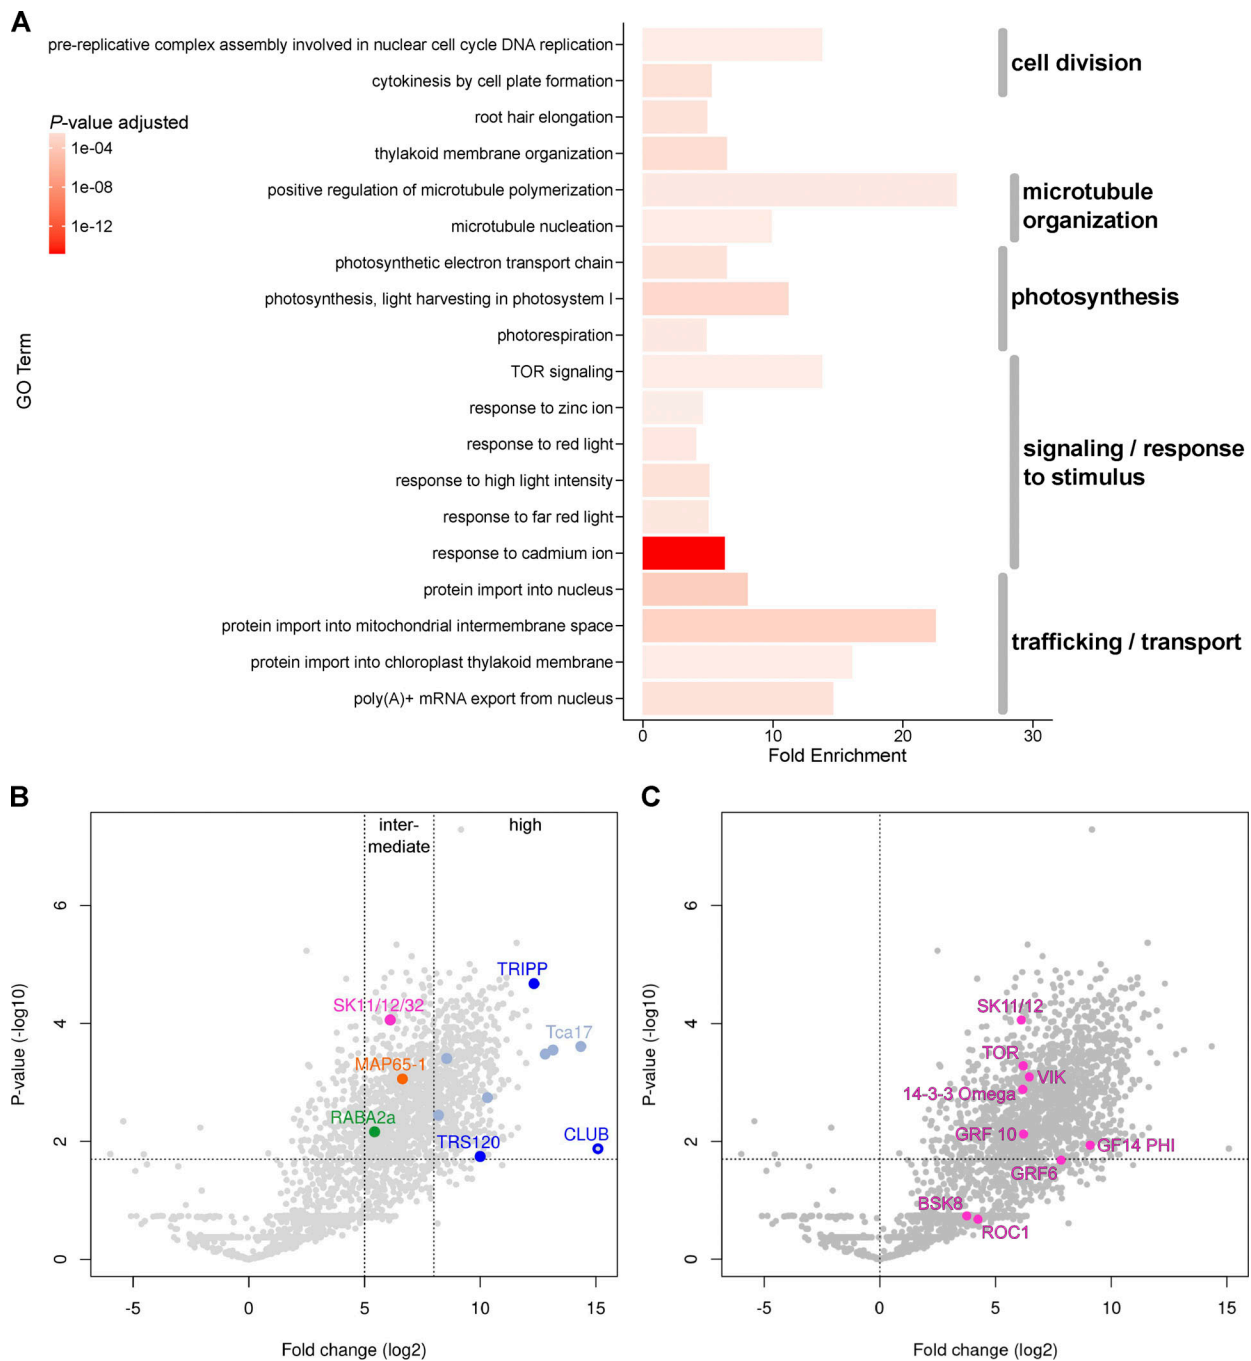 A
pre-replicative complex assembly involved in nuclear cell cycle DNA replication
cytokinesis by cell plate formation
root hair elongation
thylakoid membrane organization
positive regulation of microtubule polymerization
microtubule nucleation
photosynthetic electron transport chain
photosynthesis, light harvesting in photosystem I
photorespiration
TOR signaling
response to zinc ion
response to red light
response to high light intensity
response to far red light
response to cadmium ion
protein import into nucleus
protein import into mitochondrial intermembrane space
protein import into chloroplast thylakoid membrane
poly(A)+ mRNA export from nucleus
P-value adjusted
1e-04
1e-08
1e-12
GO Term
cell division
microtubule
organization
photosynthesis
signaling / response
to stimulus
trafficking / transport
0 10 20 30
Fold Enrichment
B
inter-
mediate
high
TRIPP
SK11/12/32
Tca17
MAP65-1
RABA2a
TRS120
CLUB
P-value (-log10)
6
4
2
0
-5 0 5 10 15
Fold change (log2)
C
SK11/12
TOR
VIK
14-3-3 Omega
GRF 10
GF14 PHI
GRF6
BSK8
ROC1
P-value (-log10)
6
4
2
0
-5 0 5 10 15
Fold change (log2)